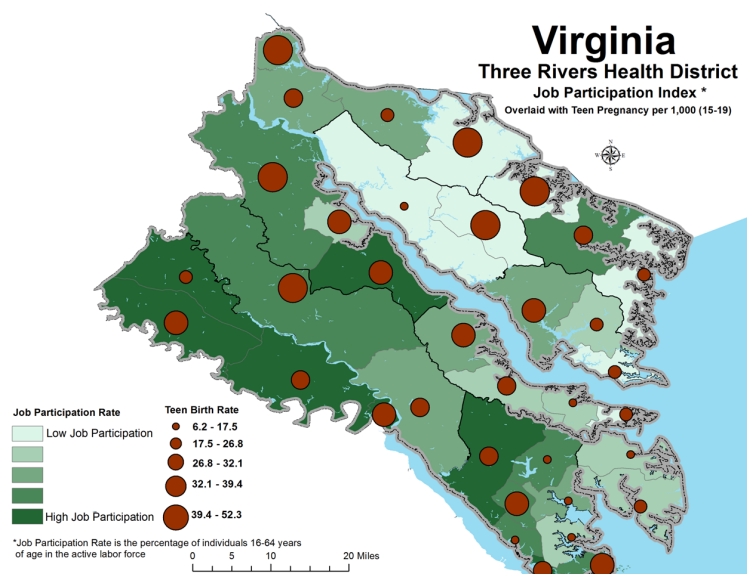 Virginia
Three Rivers Health District
Job Participation Index *
Overlaid with Teen Pregnancy per 1,000 (15-19)
N
W E
S
Job Participation Rate
Low Job Participation
High Job Participation
Teen Birth Rate
6.2 - 17.5
17.5 - 26.8
26.8 - 32.1
32.1 - 39.4
39.4 - 52.3
*Job Participation Rate is the percentage of individuals 16-64 years
of age in the active labor force
0 5 10 20 Miles